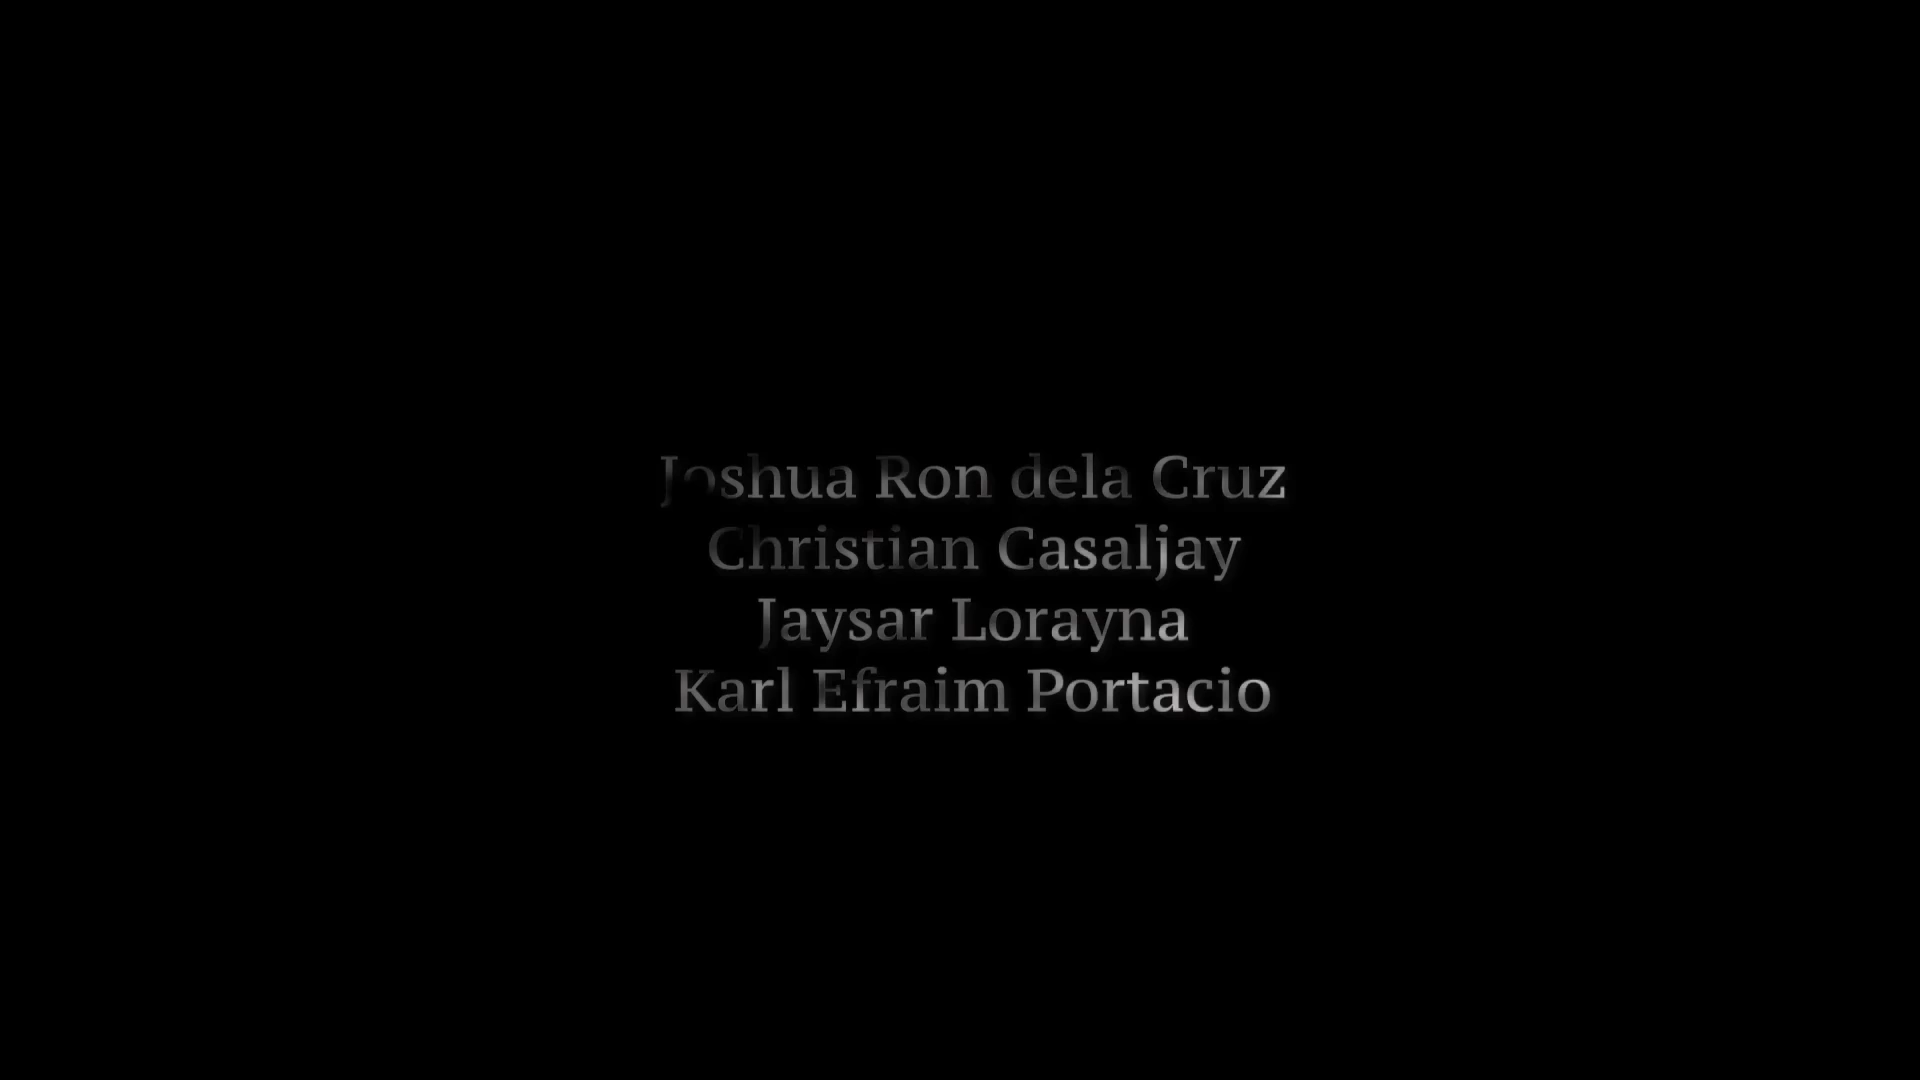 Joshua Ron dela Cruz
Christian Casaljay
Jaysar Lorayna
Karl Efraim Portacio